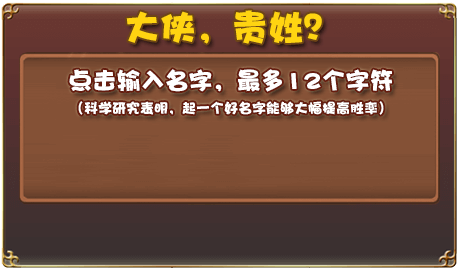 大侠，贵姓？
点击输入名字，最多12个字符
（科学研究表明，起一个好名字能够大幅提高胜率）